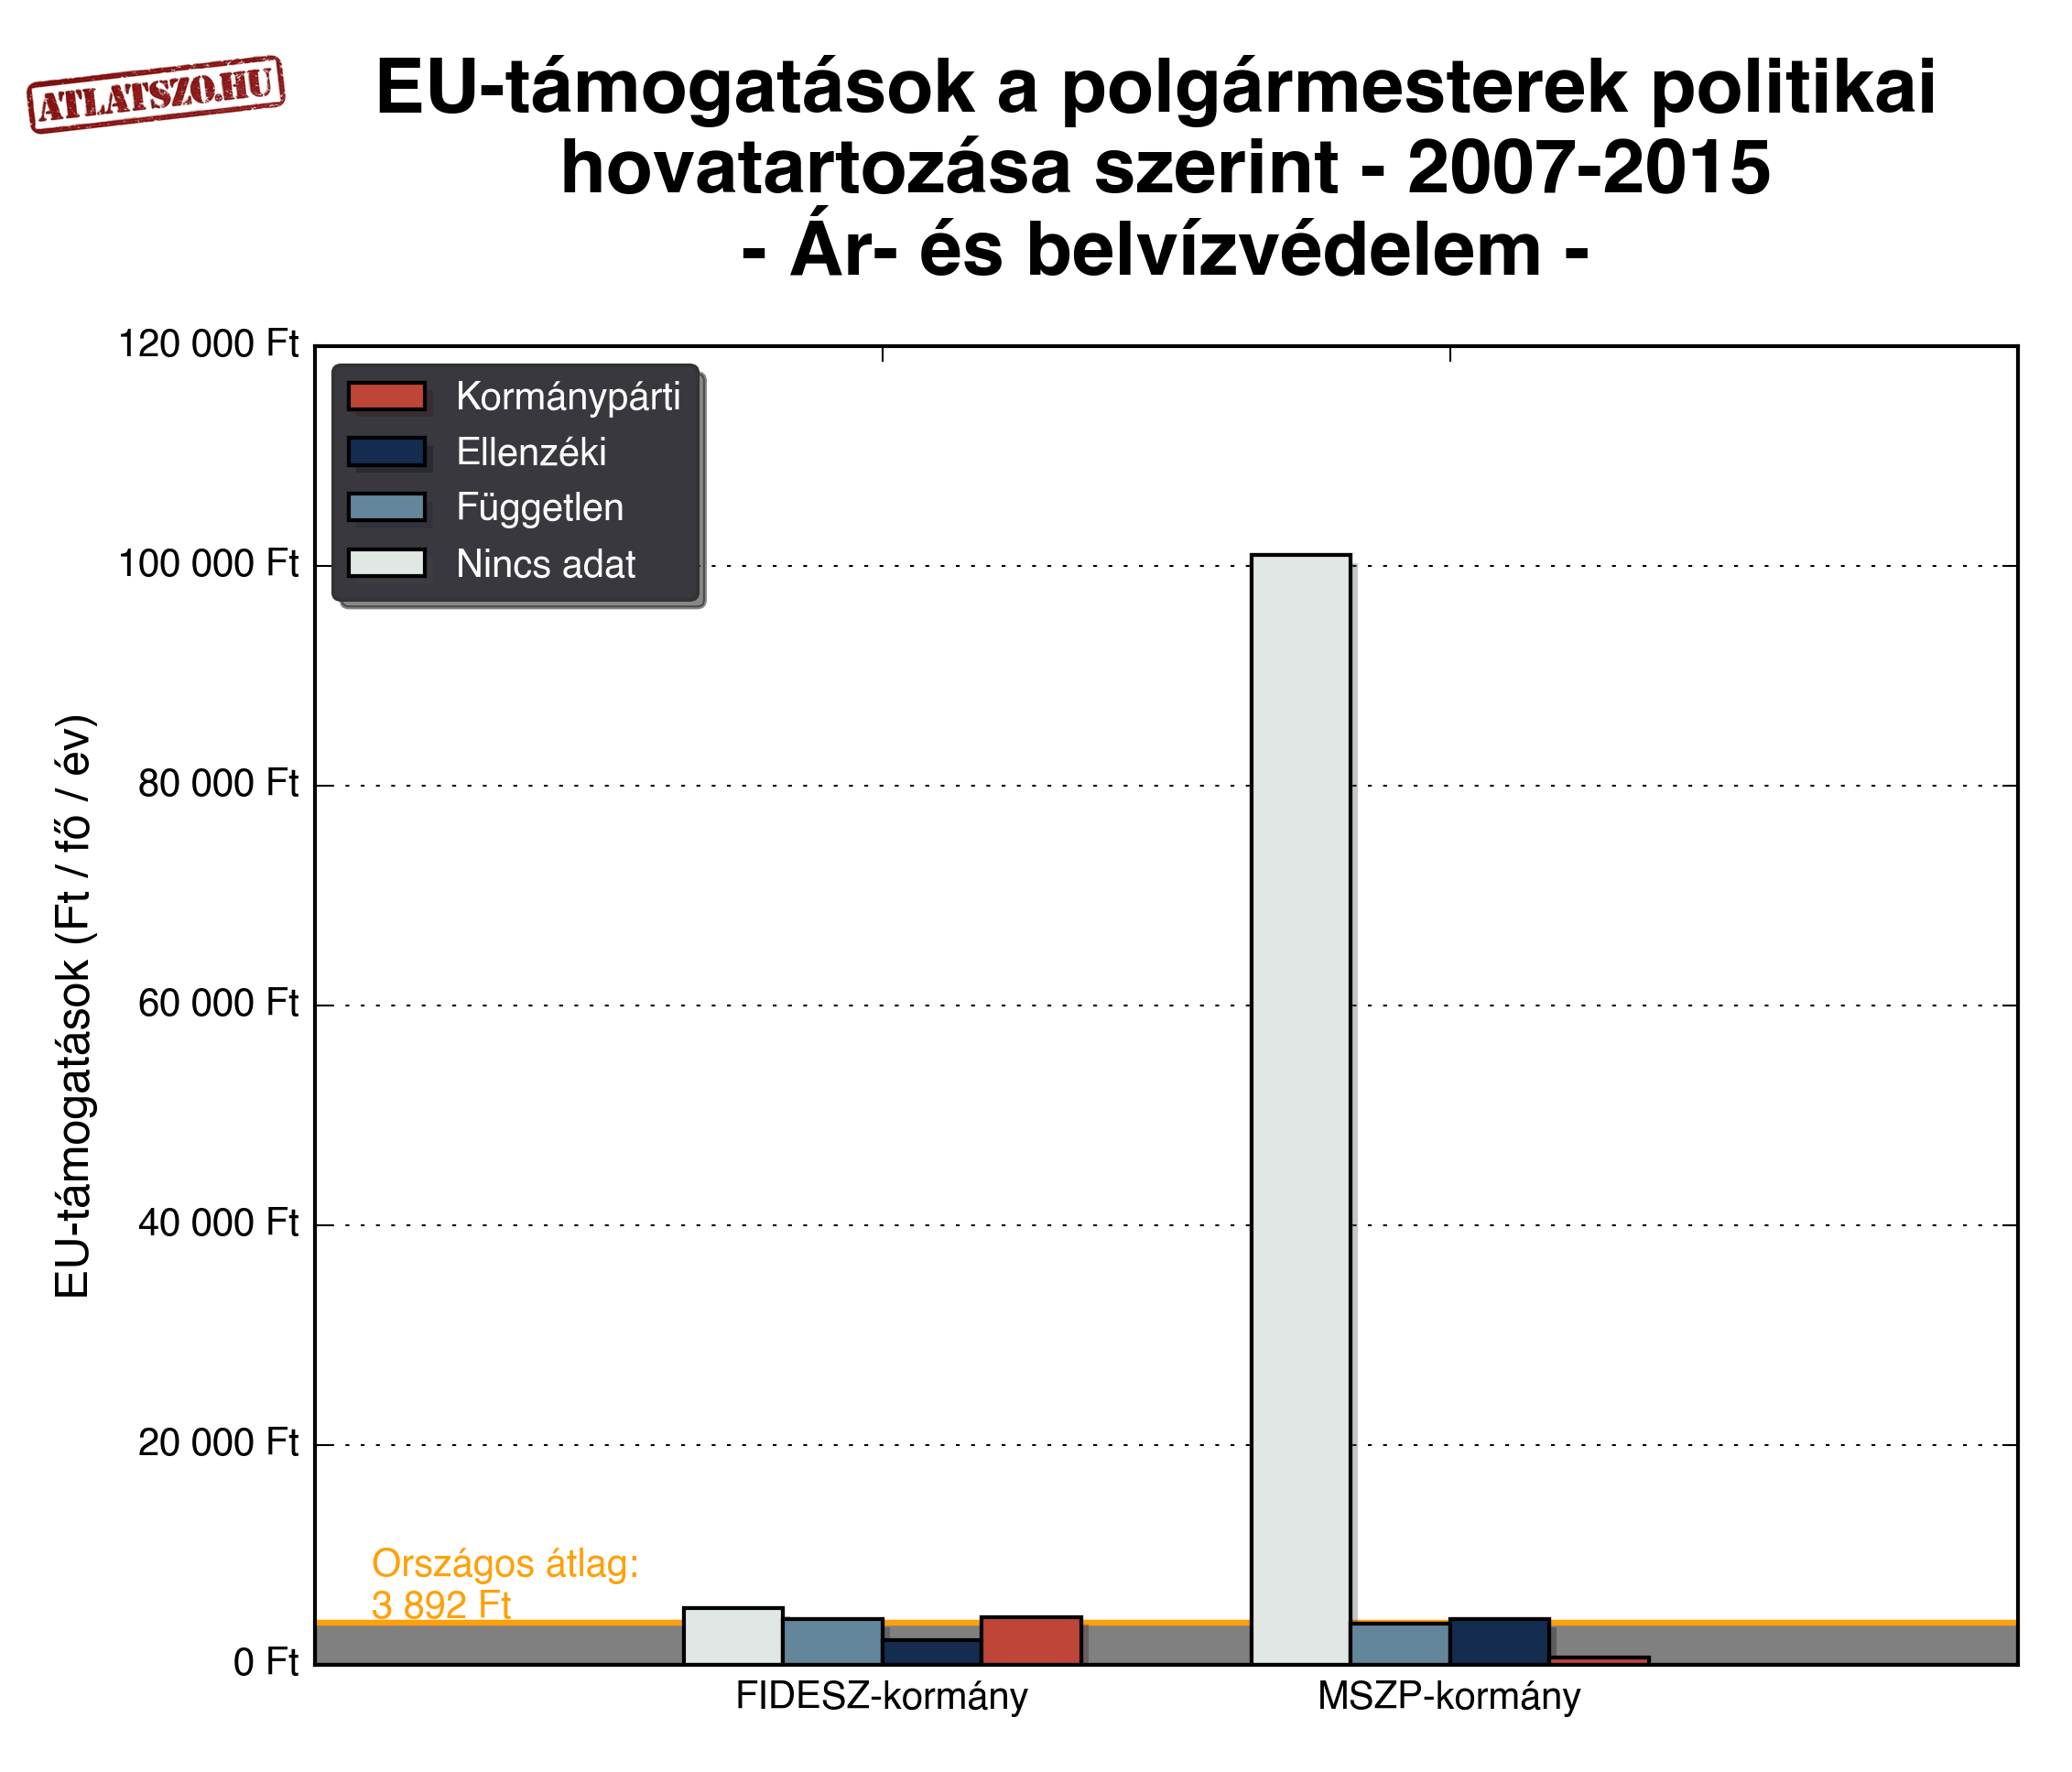 ATLATSZO.HU
EU-támogatások a polgármesterek politikai
hovatartozása szerint - 2007-2015
- Ár- és belvízvédelem -
EU-támogatások (Ft / fő / év)
120 000 Ft
100 000 Ft
80 000 Ft
60 000 Ft
40 000 Ft
20 000 Ft
0 Ft
Kormánypárti
Ellenzéki
Független
Nincs adat
Országos átlag:
3 892 Ft
FIDESZ-kormány
MSZP-kormány